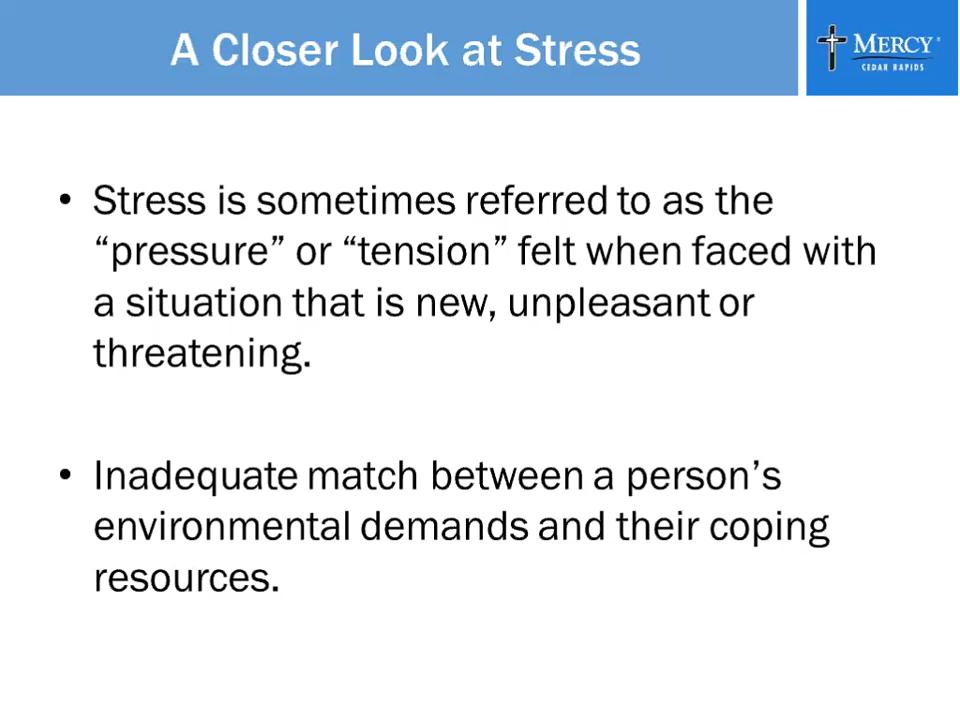 A Closer Look at Stress
MERCY®
CEDAR RAPIDS
• Stress is sometimes referred to as the
“pressure” or “tension” felt when faced with
a situation that is new, unpleasant or
threatening.
• Inadequate match between a person’s
environmental demands and their coping
resources.